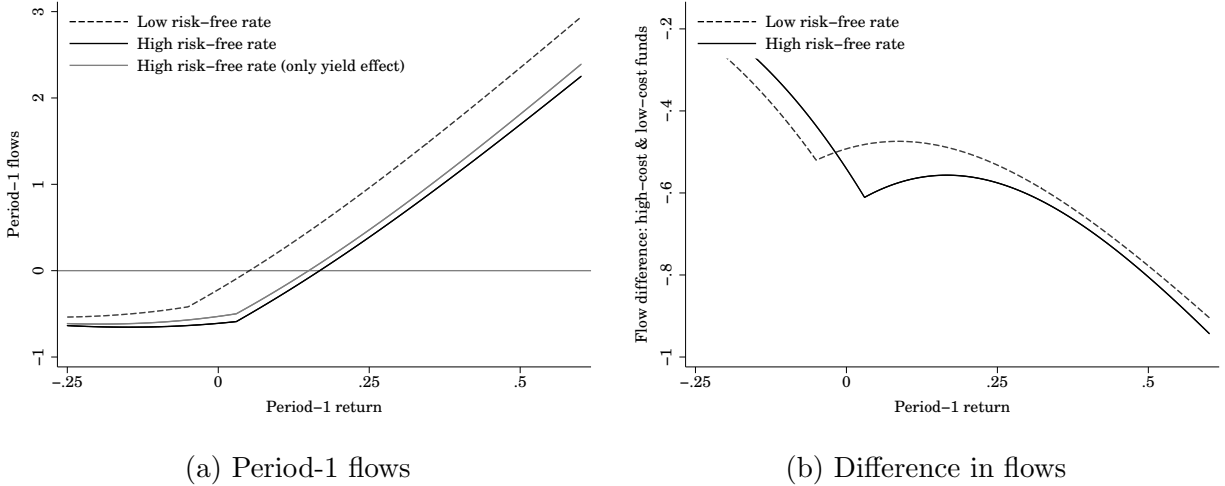 Low risk−free rate
High risk−free rate
High risk−free rate (only yield effect)
Period−1 flows
3
2
1
0
−1
−.25
0
.25
.5
Period−1 return
(a) Period-1 flows
Low risk−free rate
High risk−free rate
Flow difference: high−cost & low−cost funds
−.2
−.4
−.6
−.8
−1
−.25
0
.25
.5
Period−1 return
(b) Difference in flows